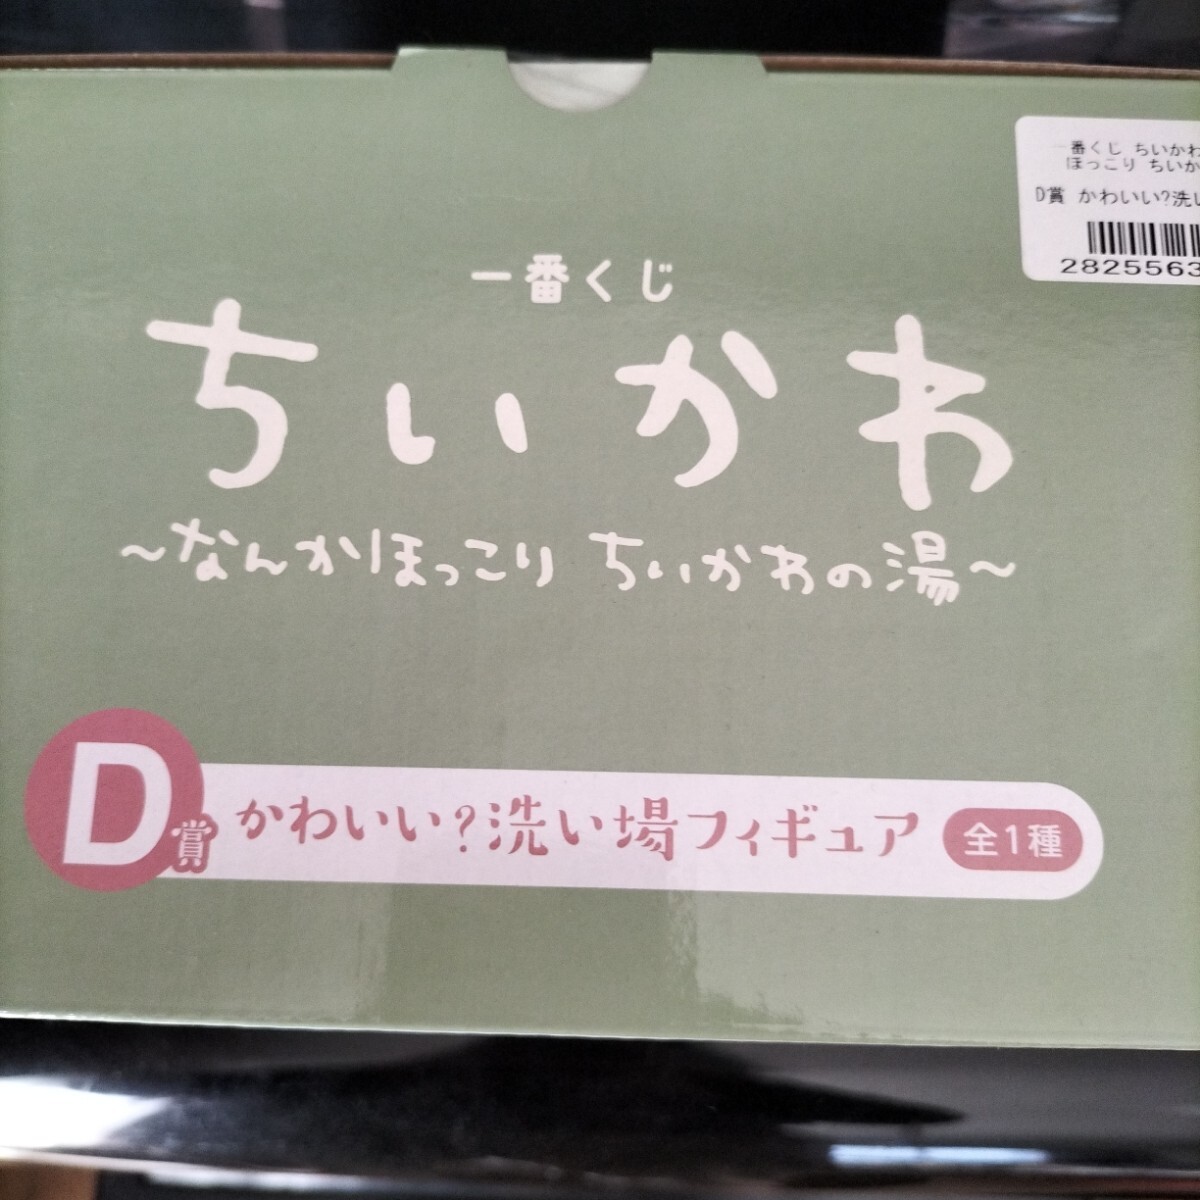 一番くじ ちいかわ
ほっこり ちいか
D賞 かわいい?洗い
2825563
一番くじ
ちいかわ
~なんかほっこり ちいかわの湯~
D賞 かわいい?洗い場フィギュア 全1種